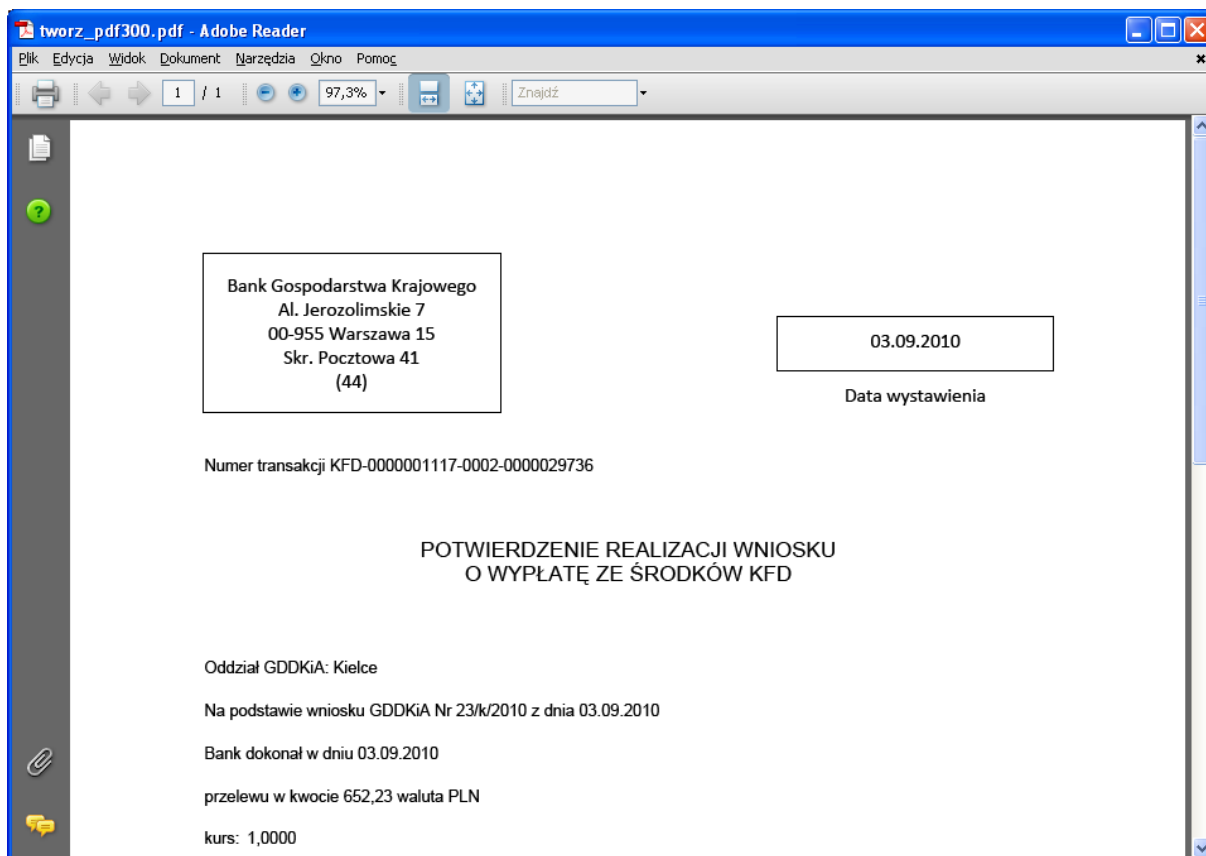 tworz_pdf300.pdf - Adobe Reader
Plik Edycja Widok Dokument Narzędzia Okno Pomoc
1 / 1 97,3% Znajdź
Bank Gospodarstwa Krajowego
Al. Jerozolimskie 7
00-955 Warszawa 15
Skr. Pocztowa 41
(44)
03.09.2010
Data wystawienia
Numer transakcji KFD-0000001117-0002-0000029736
POTWIERDZENIE REALIZACJI WNIOSKU
O WYPŁATĘ ZE ŚRODKÓW KFD
Oddział GDDKiA: Kielce
Na podstawie wniosku GDDKiA Nr 23/k/2010 z dnia 03.09.2010
Bank dokonał w dniu 03.09.2010
przelewu w kwocie 652,23 waluta PLN
kurs: 1,0000